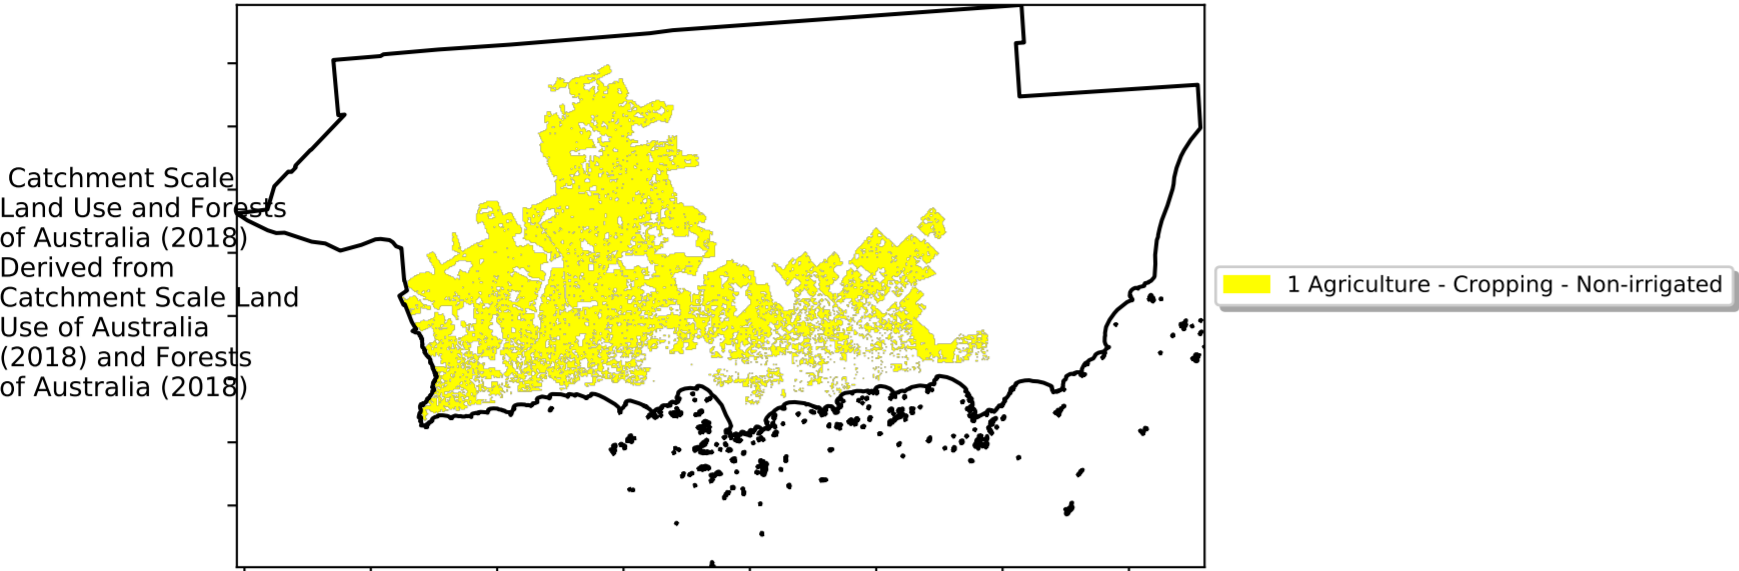 Catchment Scale
Land Use and Forests
of Australia (2018)
Derived from
Catchment Scale Land
Use of Australia
(2018) and Forests
of Australia (2018)
1 Agriculture - Cropping - Non-irrigated